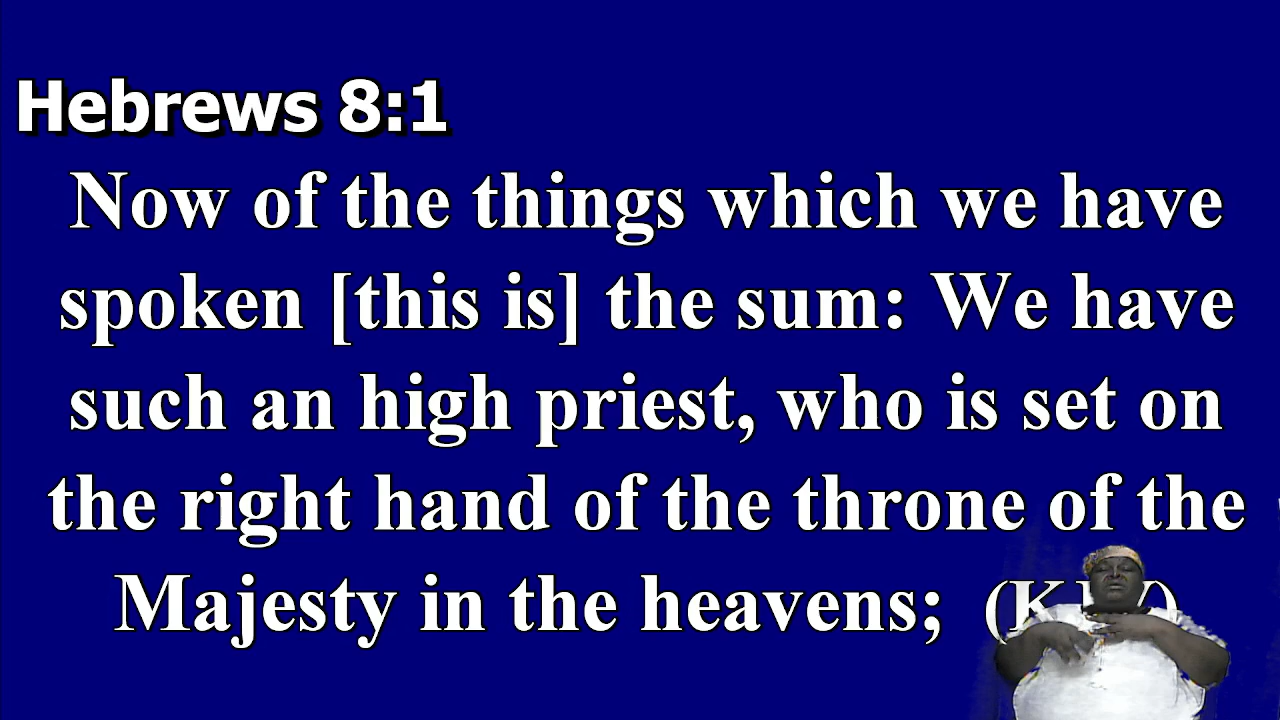 Hebrews 8:1
Now of the things which we have
spoken [this is] the sum: We have
such an high priest, who is set on
the right hand of the throne of the
Majesty in the heavens;